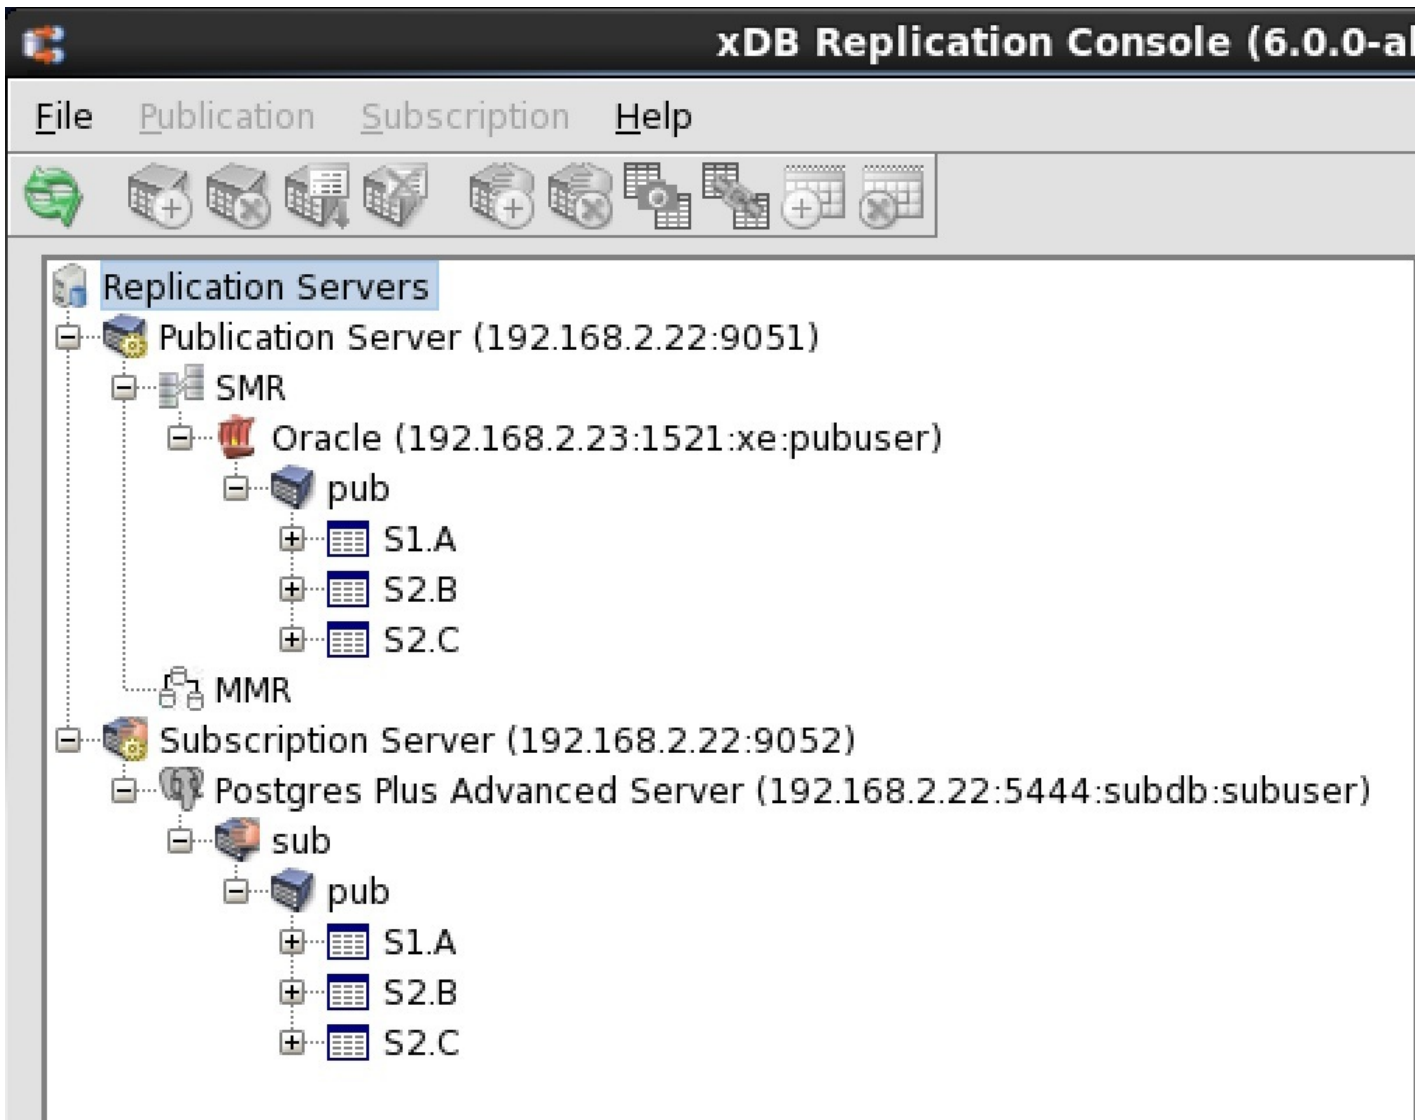 xDB Replication Console (6.0.0-al
File Publication Subscription Help
Replication Servers
Publication Server (192.168.2.22:9051)
SMR
Oracle (192.168.2.23:1521:xe:pubuser)
pub
S1.A
S2.B
S2.C
MMR
Subscription Server (192.168.2.22:9052)
Postgres Plus Advanced Server (192.168.2.22:5444:subdb:subuser)
sub
pub
S1.A
S2.B
S2.C